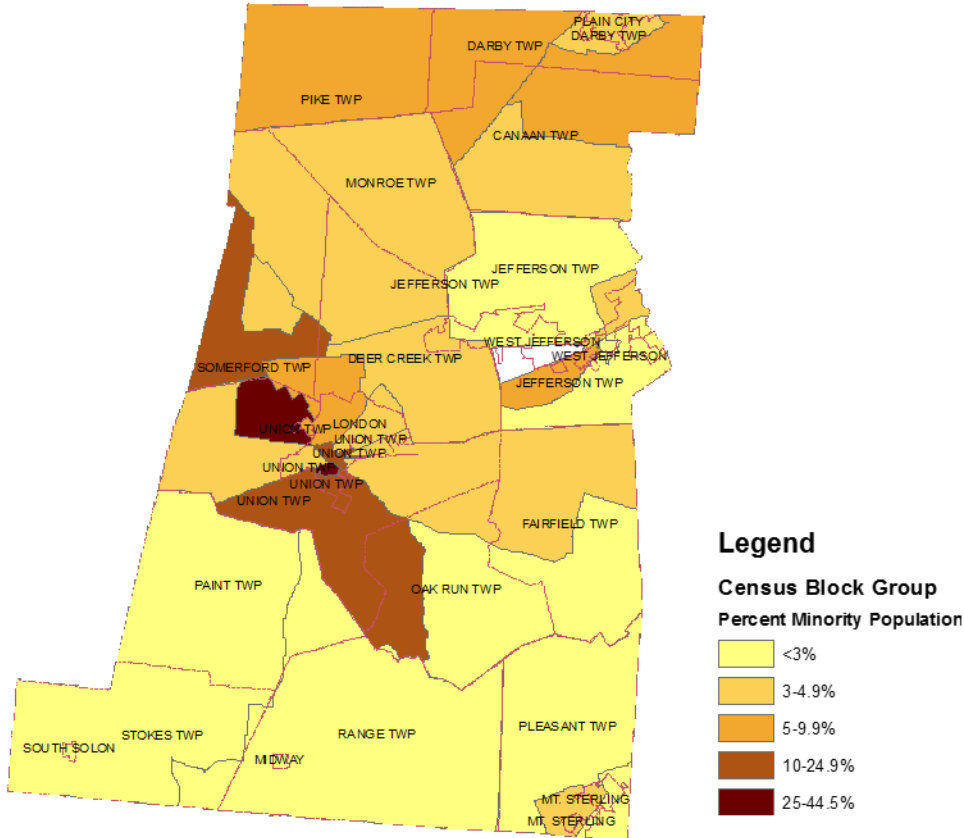 PLAIN CITY
DARBY TWP
DARBY TWP
PIKE TWP
CANAAN TWP
MONROE TWP
JEFFERSON TWP
JEFFERSON TWP
WEST JEFFERSON
DEER CREEK TWP
WEST JEFFERSON
SOMERFORD TWP
JEFFERSON TWP
LONDON
UNION TWP
UNION TWP
UNION TWP
UNION TWP
UNION TWP
UNION TWP
FAIRFIELD TWP
PAINT TWP
OAK RUN TWP
PLEASANT TWP
STOKES TWP
RANGE TWP
SOUTH SOLON
MIDWAY
MT. STERLING
MT. STERLING
Legend
Census Block Group
Percent Minority Population
<3%
3-4.9%
5-9.9%
10-24.9%
25-44.5%